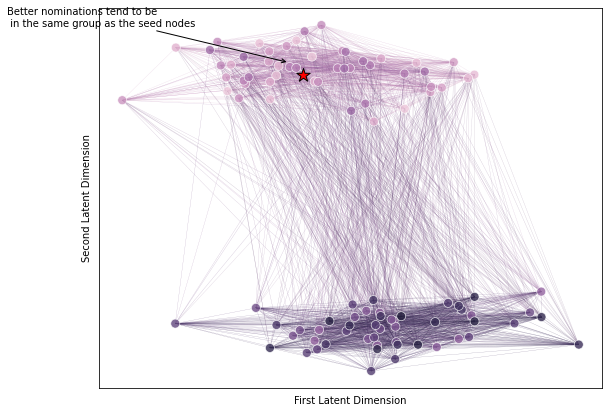 Better nominations tend to be
in the same group as the seed nodes
Second Latent Dimension
First Latent Dimension